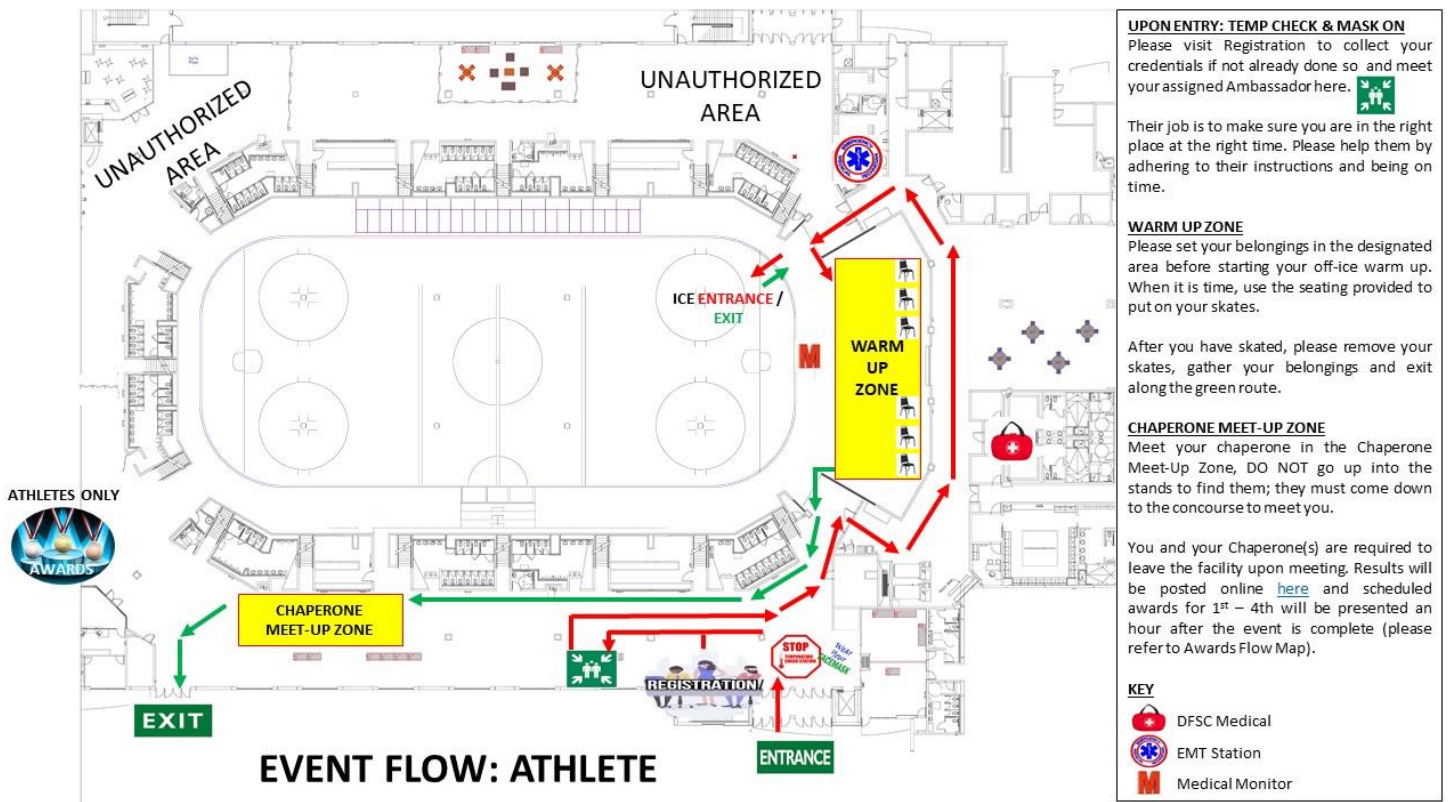 UNAUTHORIZED
AREA
UNAUTHORIZED
AREA
ICE ENTRANCE /
EXIT
M
WARM
UP
ZONE
ATHLETES ONLY
AWARDS
CHAPERONE
MEET-UP ZONE
STOP
TEMPERATURE
CHECK STATION
WEAR
YOUR
FACEMASK
REGISTRATION
EXIT
ENTRANCE
EVENT FLOW: ATHLETE
UPON ENTRY: TEMP CHECK & MASK ON
Please visit Registration to collect your
credentials if not already done so and meet
your assigned Ambassador here.
Their job is to make sure you are in the right
place at the right time. Please help them by
adhering to their instructions and being on
time.
WARM UP ZONE
Please set your belongings in the designated
area before starting your off-ice warm up.
When it is time, use the seating provided to
put on your skates.
After you have skated, please remove your
skates, gather your belongings and exit
along the green route.
CHAPERONE MEET-UP ZONE
Meet your chaperone in the Chaperone
Meet-Up Zone, DO NOT go up into the
stands to find them; they must come down
to the concourse to meet you.
You and your Chaperone(s) are required to
leave the facility upon meeting. Results will
be posted online here and scheduled
awards for 1st – 4th will be presented an
hour after the event is complete (please
refer to Awards Flow Map).
KEY
DFSC Medical
EMT Station
M Medical Monitor